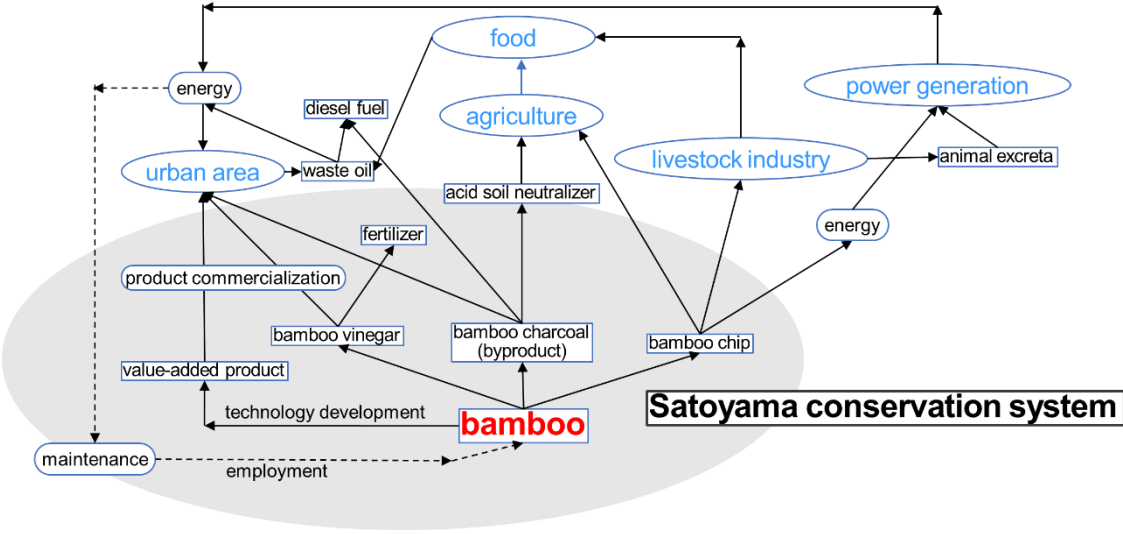 food
energy
power generation
diesel fuel
agriculture
urban area
waste oil
livestock industry
animal excreta
acid soil neutralizer
fertilizer
energy
product commercialization
bamboo vinegar
bamboo charcoal
(byproduct)
bamboo chip
value-added product
technology development
bamboo
Satoyama conservation system
maintenance
employment